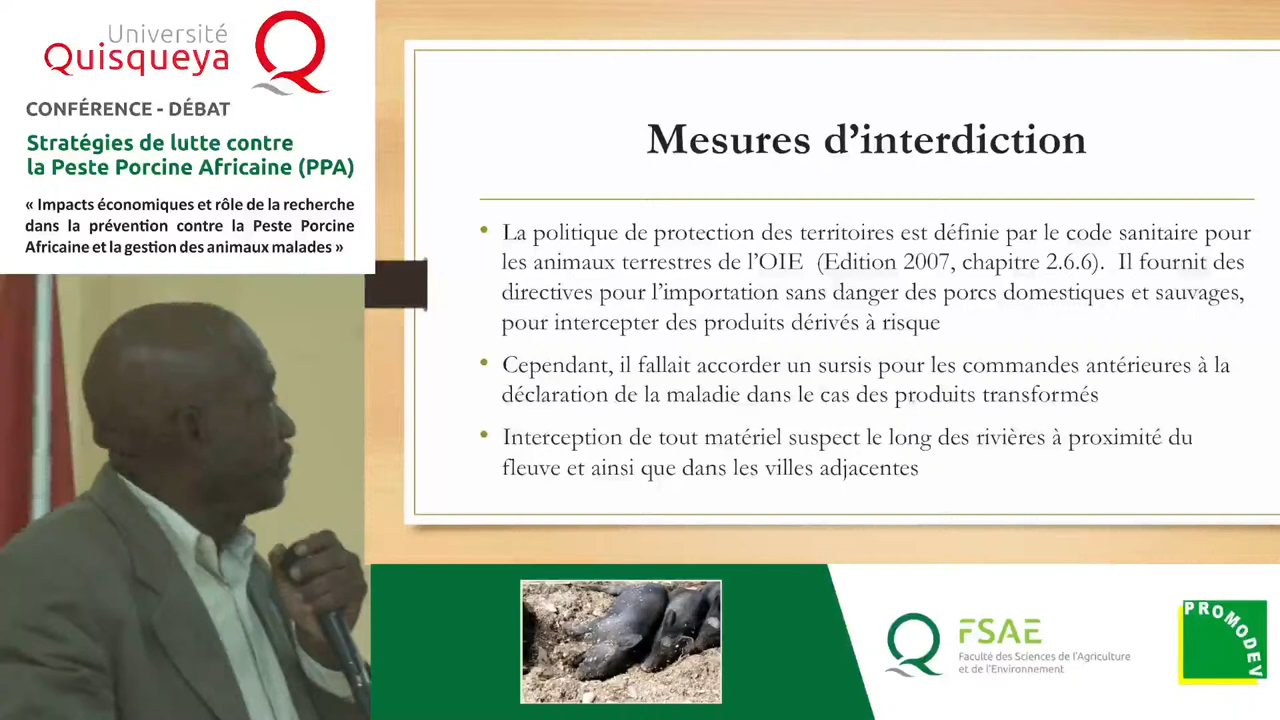 Université
Quisqueya
CONFÉRENCE - DÉBAT
Stratégies de lutte contre
la Peste Porcine Africaine (PPA)
« Impacts économiques et rôle de la recherche
dans la prévention contre la Peste Porcine
Africaine et la gestion des animaux malades »
Mesures d’interdiction
• La politique de protection des territoires est définie par le code sanitaire pour
les animaux terrestres de l’OIE (Edition 2007, chapitre 2.6.6). Il fournit des
directives pour l’importation sans danger des porcs domestiques et sauvages,
pour intercepter des produits dérivés à risque
• Cependant, il fallait accorder un sursis pour les commandes antérieures à la
déclaration de la maladie dans le cas des produits transformés
• Interception de tout matériel suspect le long des rivières à proximité du
fleuve et ainsi que dans les villes adjacentes
FSAE
Faculté des Sciences de l’Agriculture
et de l’Environnement
PROMODEV